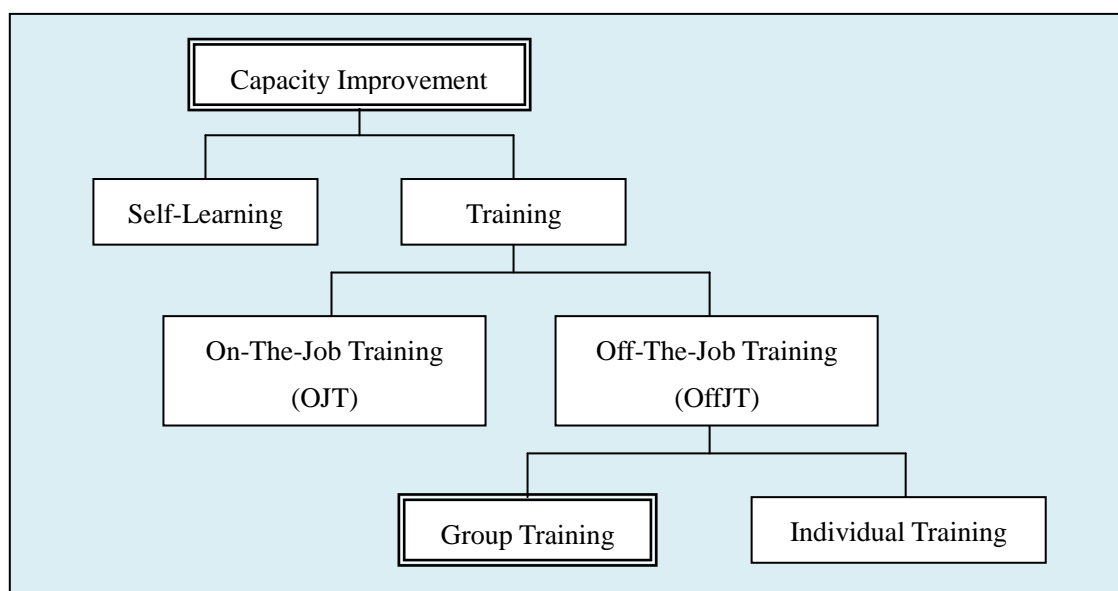 Capacity Improvement
Self-Learning
Training
On-The-Job Training
(OJT)
Off-The-Job Training
(OffJT)
Group Training
Individual Training